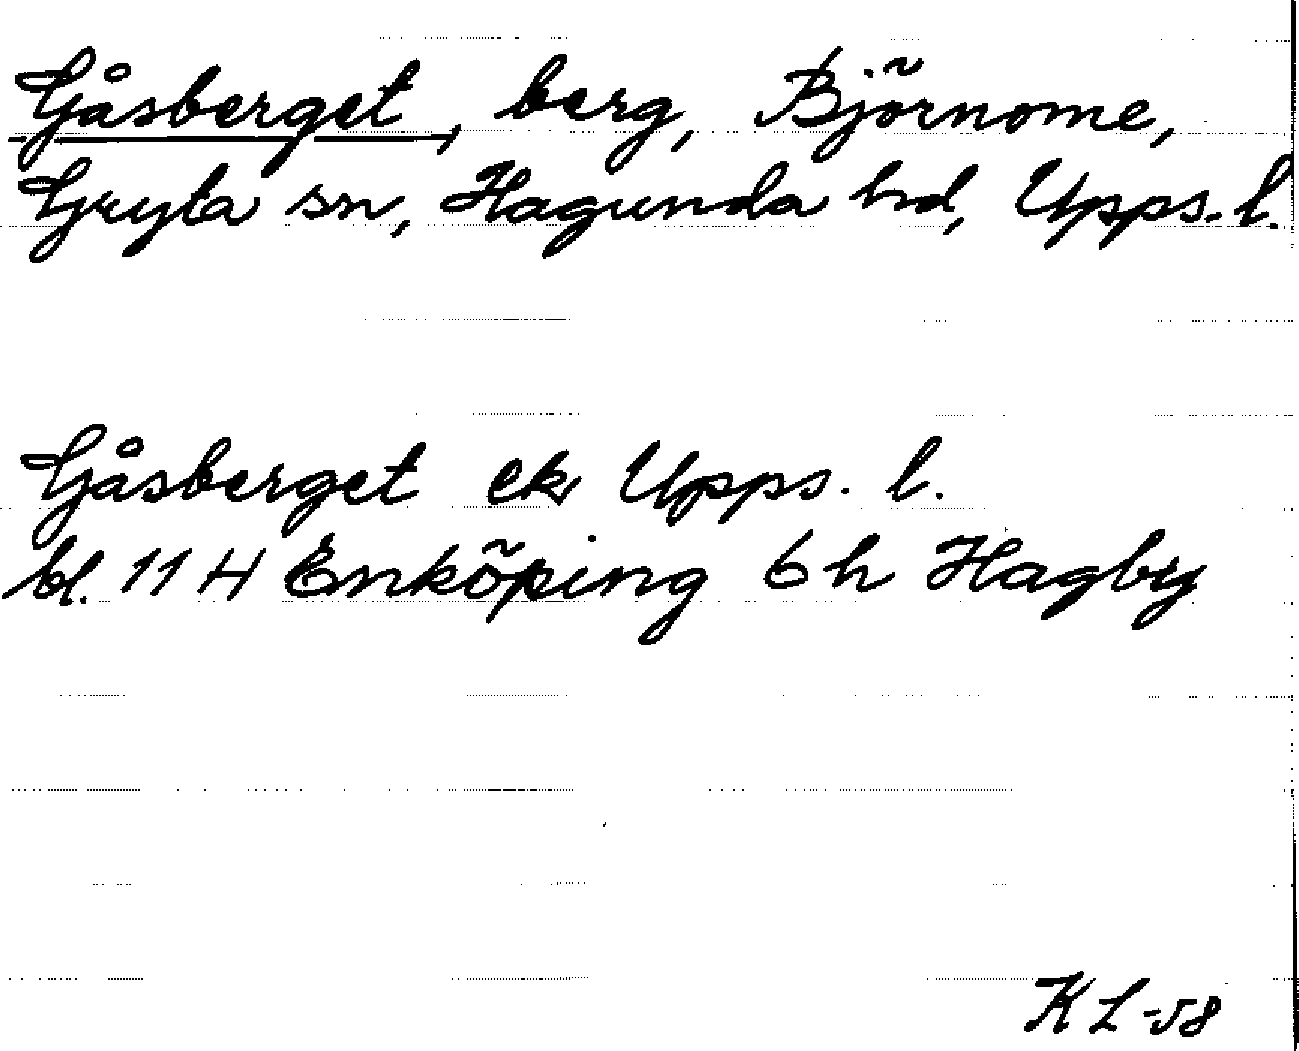 Gåsberget, berg, Björnome,
Gryta sn, Hagunda hd, Upps. l.
Gåsberget ek Upps. l.
bl. 11 H Enköping 6 h Hagby
KL -58